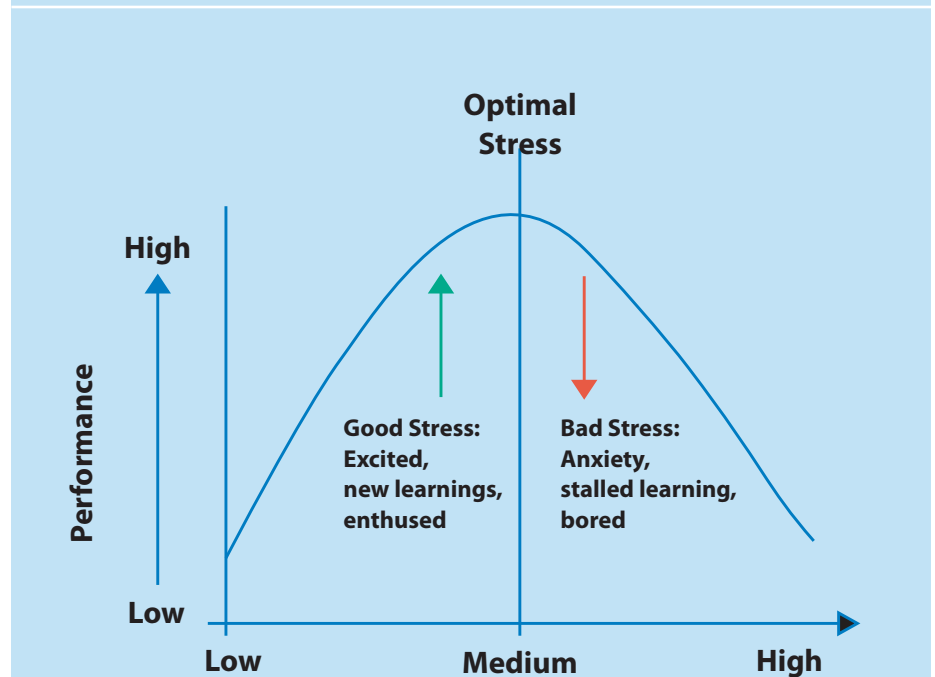 Optimal
Stress
High
Performance
Good Stress:
Excited,
new learnings,
enthused
Bad Stress:
Anxiety,
stalled learning,
bored
Low
Low
Medium
High